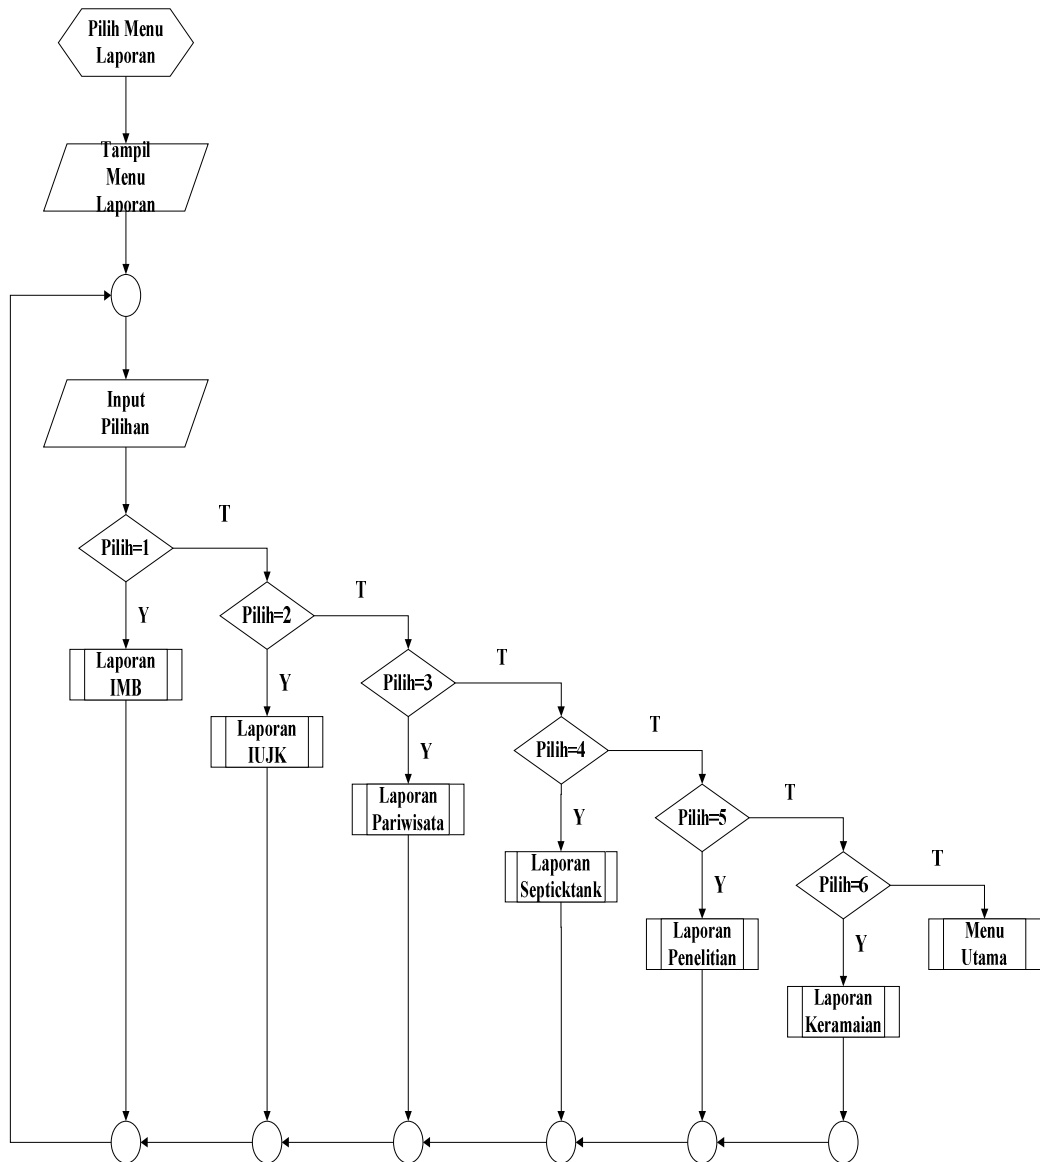 Pilih Menu
Laporan
Tampil
Menu
Laporan
Input
Pilihan
Pilih=1
T
Y
Laporan
IMB
Pilih=2
T
Y
Laporan
IUJK
Pilih=3
T
Y
Laporan
Pariwisata
Pilih=4
T
Y
Laporan
Septicktank
Pilih=5
T
Y
Laporan
Penelitian
Pilih=6
T
Y
Laporan
Keramaian
Menu
Utama